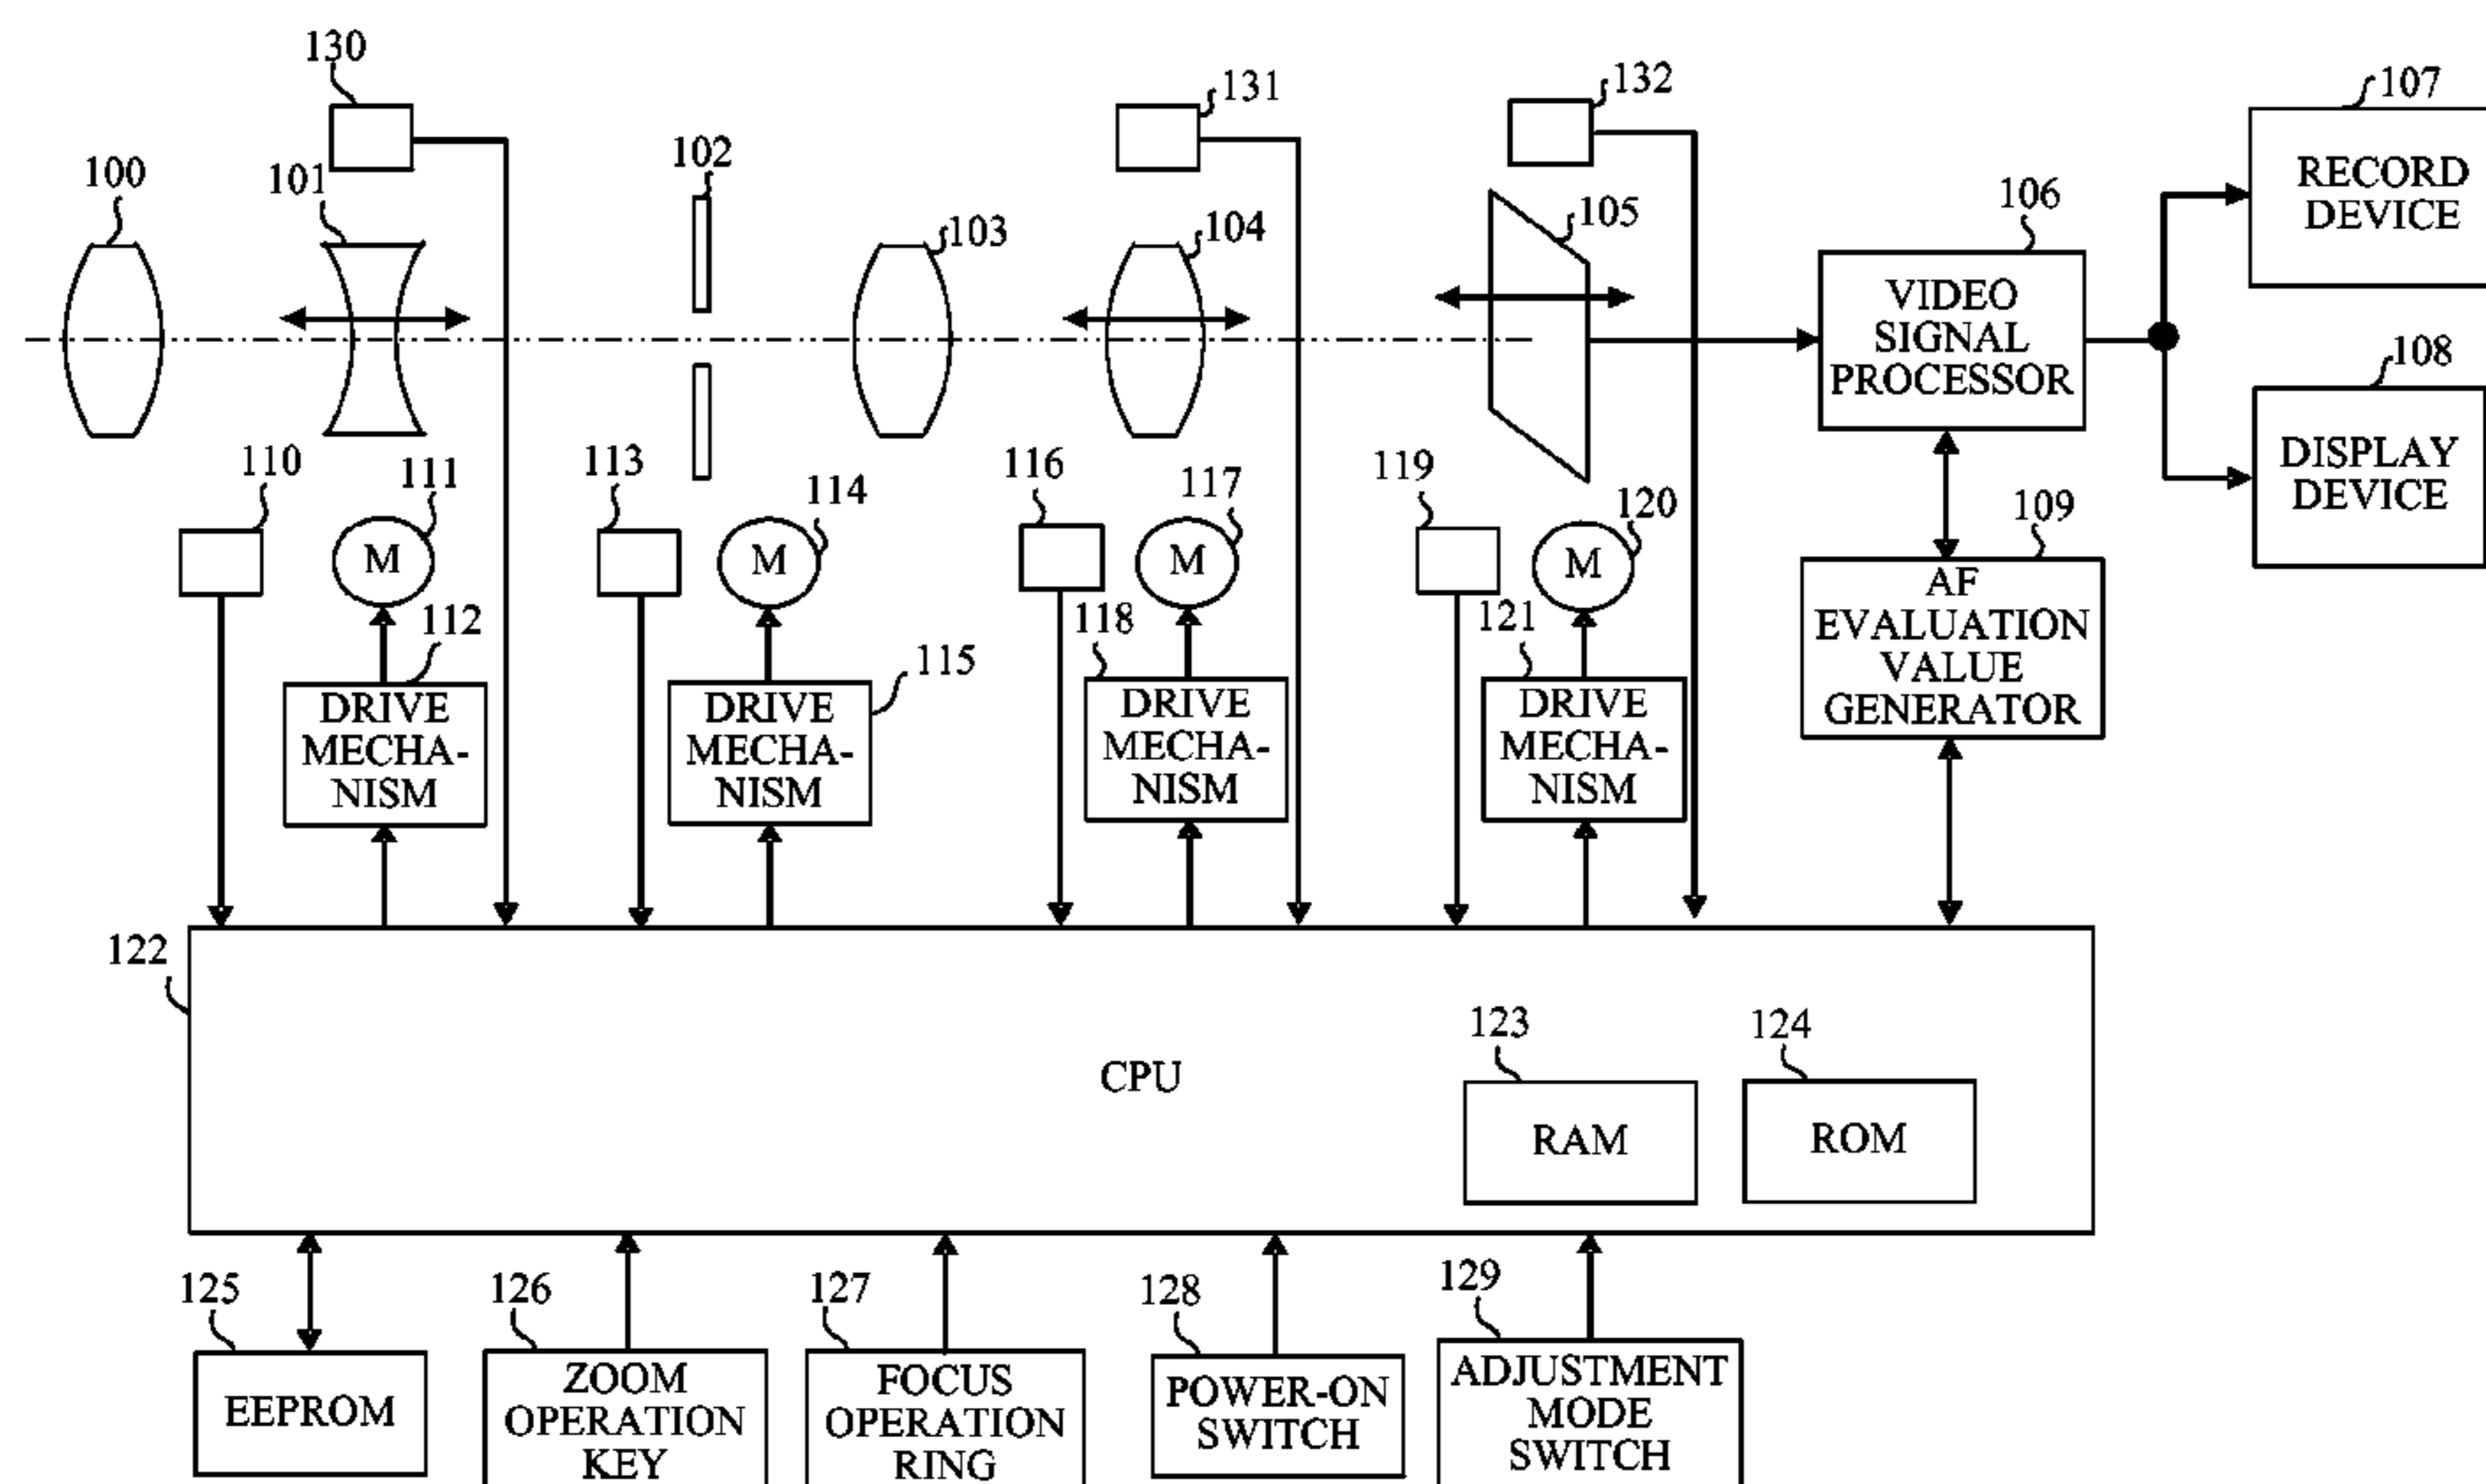 130
131
132
107
100
101
102
103
104
105
106
RECORD
DEVICE
VIDEO
SIGNAL
PROCESSOR
108
DISPLAY
DEVICE
110
111
113
114
116
117
119
120
109
M
M
M
M
AF
EVALUATION
VALUE
GENERATOR
112
115
118
121
DRIVE
MECHA-
NISM
DRIVE
MECHA-
NISM
DRIVE
MECHA-
NISM
DRIVE
MECHA-
NISM
122
CPU
123
RAM
124
ROM
125
EEPROM
126
ZOOM
OPERATION
KEY
127
FOCUS
OPERATION
RING
128
POWER-ON
SWITCH
129
ADJUSTMENT
MODE
SWITCH